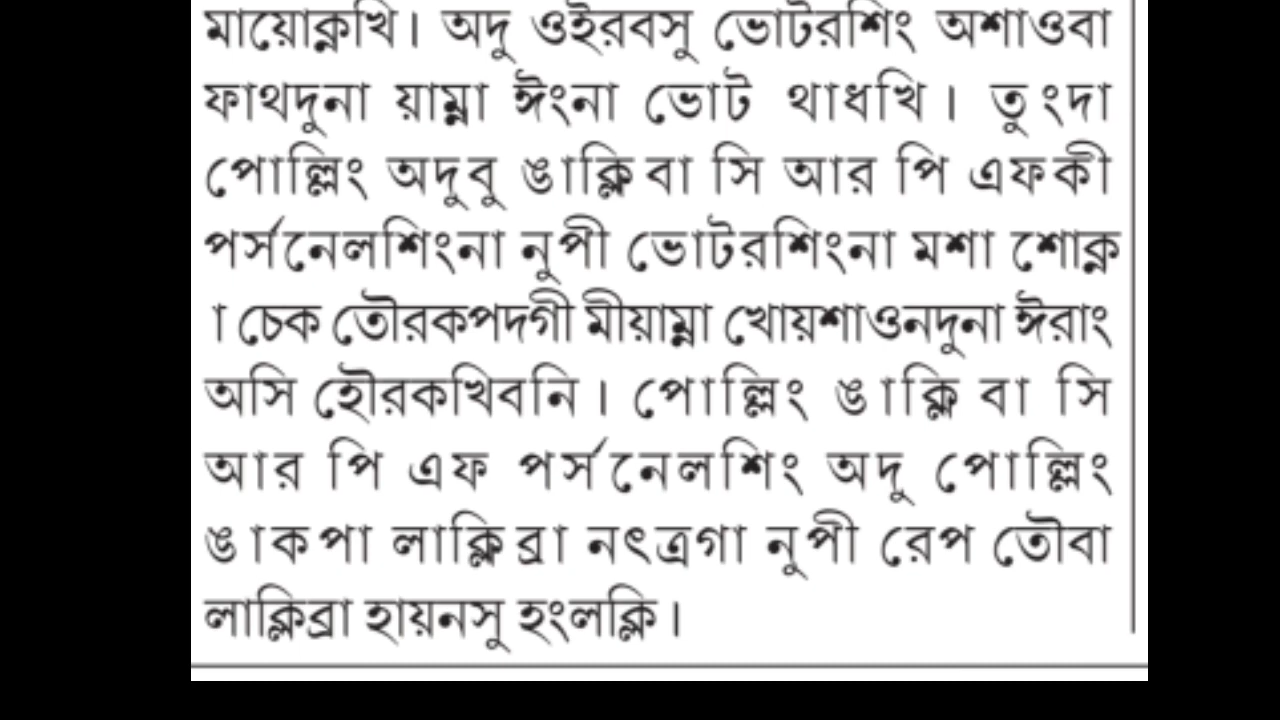 মায়োক্নখি। অদু ওইরবসু ভোটরশিং অশাওবা
ফাথদুনা য়াম্না ঈংনা ভোট থাধখি। তুংদা
পোল্লিং অদুবু ঙাক্লিবা সি আর পি এফকী
পর্সনেলশিংনা নুপী ভোটরশিংনা মশা শোক্ন
া চেক তৌরকপদগী মীয়াম্না খোয়শাওনদুনা ঈরাং
অসি হৌরকখিবনি। পোল্লিং ঙাক্লিবা সি
আর পি এফ পর্সনেলশিং অদু পোল্লিং
ঙাকপা লাক্লিব্রা নৎত্রগা নুপী রেপ তৌবা
লাক্লিব্রা হায়নসু হংলক্লি।